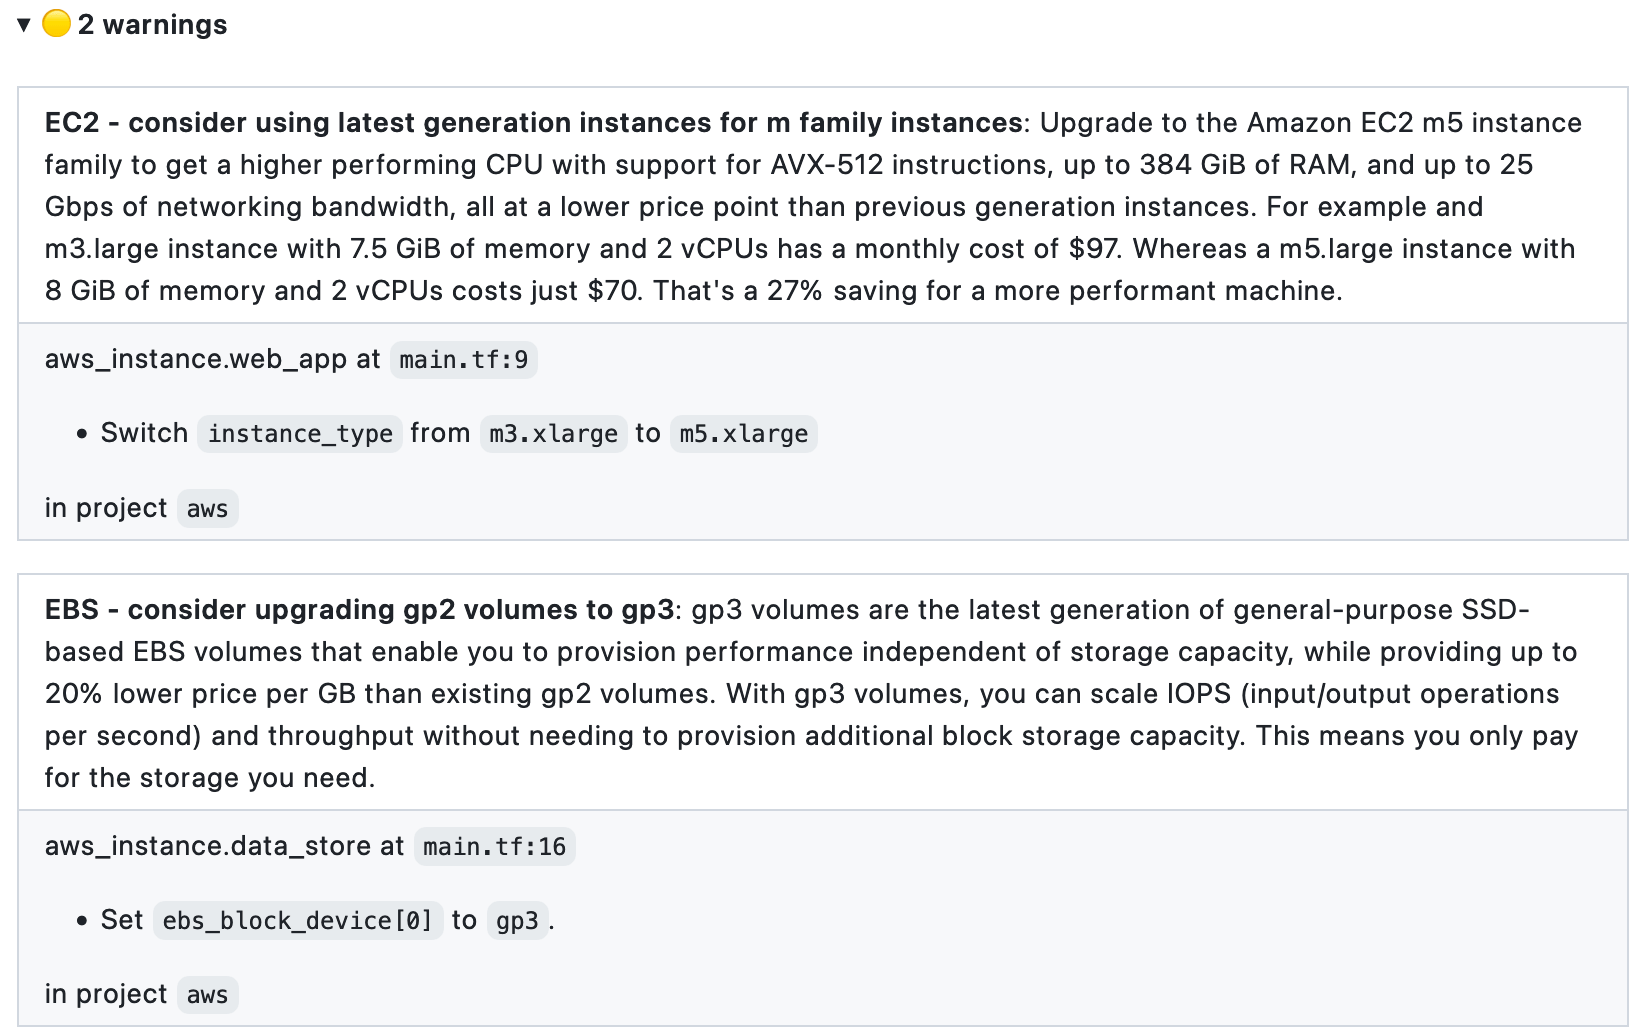 ▼ 🟡 2 warnings
EC2 - consider using latest generation instances for m family instances: Upgrade to the Amazon EC2 m5 instance
family to get a higher performing CPU with support for AVX-512 instructions, up to 384 GiB of RAM, and up to 25
Gbps of networking bandwidth, all at a lower price point than previous generation instances. For example and
m3.large instance with 7.5 GiB of memory and 2 vCPUs has a monthly cost of $97. Whereas a m5.large instance with
8 GiB of memory and 2 vCPUs costs just $70. That's a 27% saving for a more performant machine.
aws_instance.web_app at main.tf:9
• Switch instance_type from m3.xlarge to m5.xlarge
in project aws
EBS - consider upgrading gp2 volumes to gp3: gp3 volumes are the latest generation of general-purpose SSD-
based EBS volumes that enable you to provision performance independent of storage capacity, while providing up to
20% lower price per GB than existing gp2 volumes. With gp3 volumes, you can scale IOPS (input/output operations
per second) and throughput without needing to provision additional block storage capacity. This means you only pay
for the storage you need.
aws_instance.data_store at main.tf:16
• Set ebs_block_device[0] to gp3.
in project aws